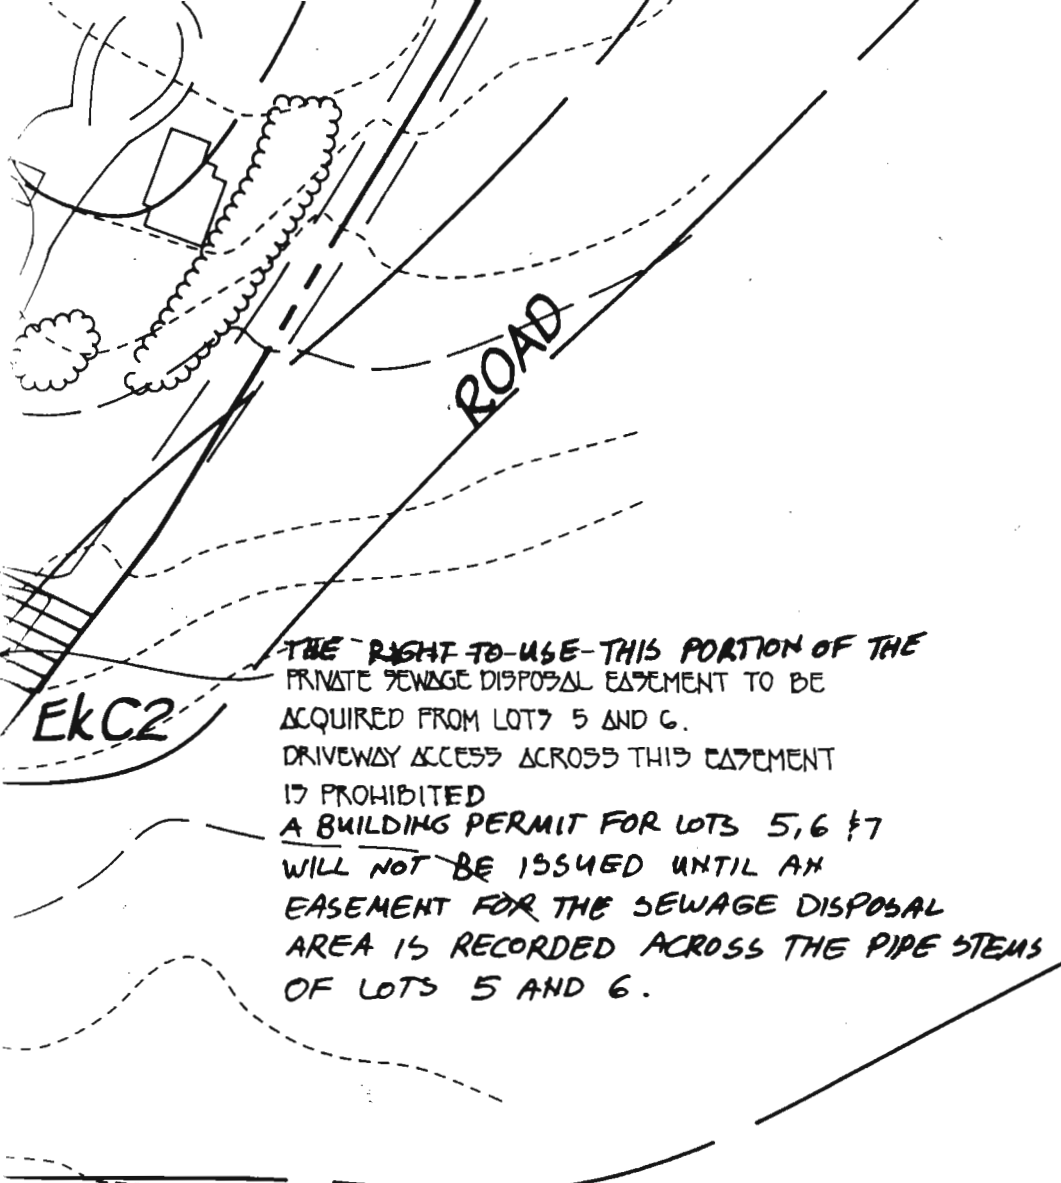 ROAD
THE RIGHT TO USE THIS PORTION OF THE
PRIVATE SEWAGE DISPOSAL EASEMENT TO BE
ACQUIRED FROM LOTS 5 AND 6.
DRIVEWAY ACCESS ACROSS THIS EASEMENT
IS PROHIBITED
EkC2
A BUILDING PERMIT FOR LOTS 5,6 & 7
WILL NOT BE ISSUED UNTIL AN
EASEMENT FOR THE SEWAGE DISPOSAL
AREA IS RECORDED ACROSS THE PIPE STEMS
OF LOTS 5 AND 6.